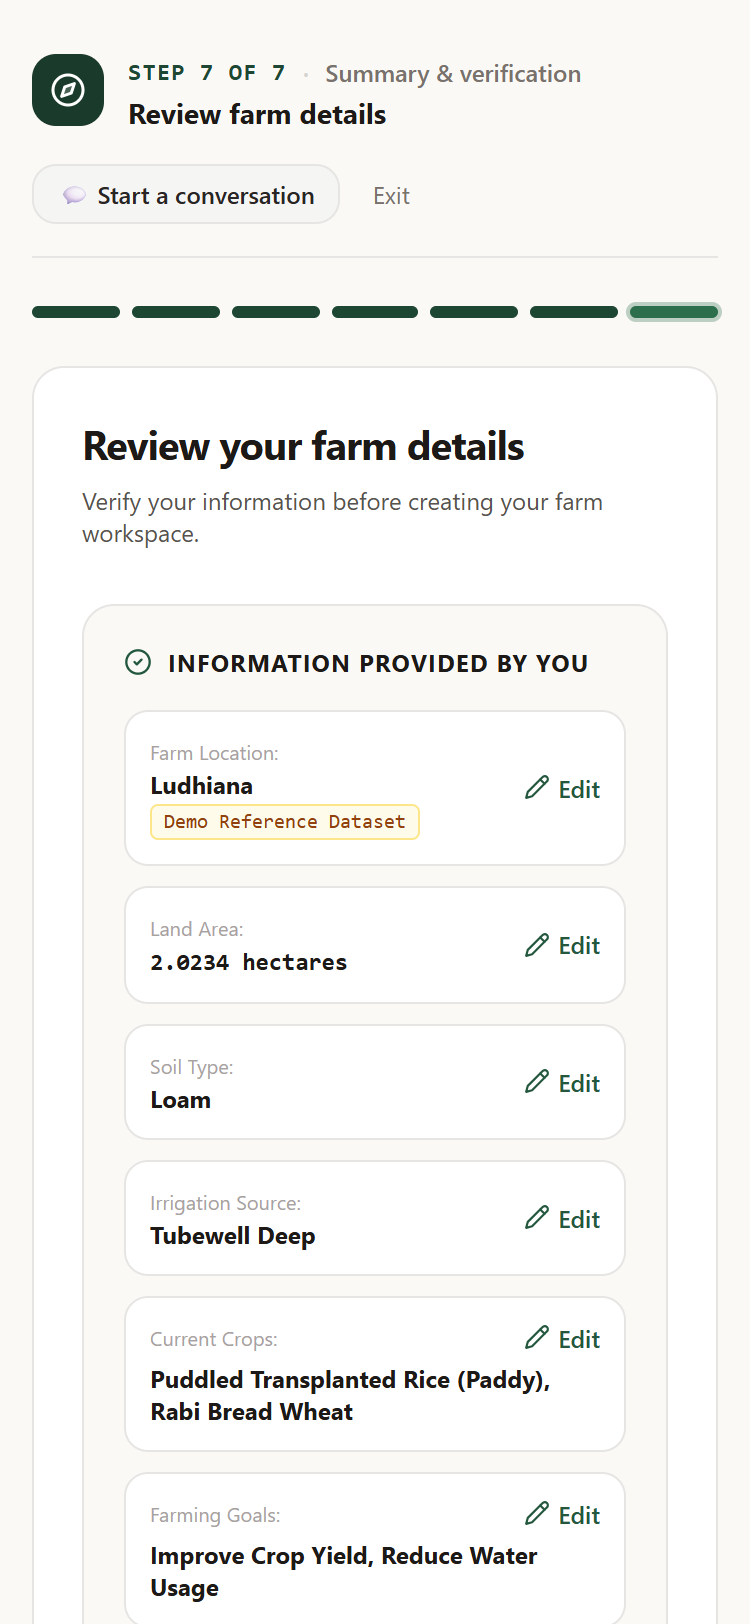 STEP 7 OF 7 · Summary & verification
Review farm details
Start a conversation
Exit
Review your farm details
Verify your information before creating your farm
workspace.
INFORMATION PROVIDED BY YOU
Farm Location:
Ludhiana
Demo Reference Dataset
Edit
Land Area:
2.0234 hectares
Edit
Soil Type:
Loam
Edit
Irrigation Source:
Tubewell Deep
Edit
Current Crops:
Edit
Puddled Transplanted Rice (Paddy),
Rabi Bread Wheat
Farming Goals:
Edit
Improve Crop Yield, Reduce Water
Usage